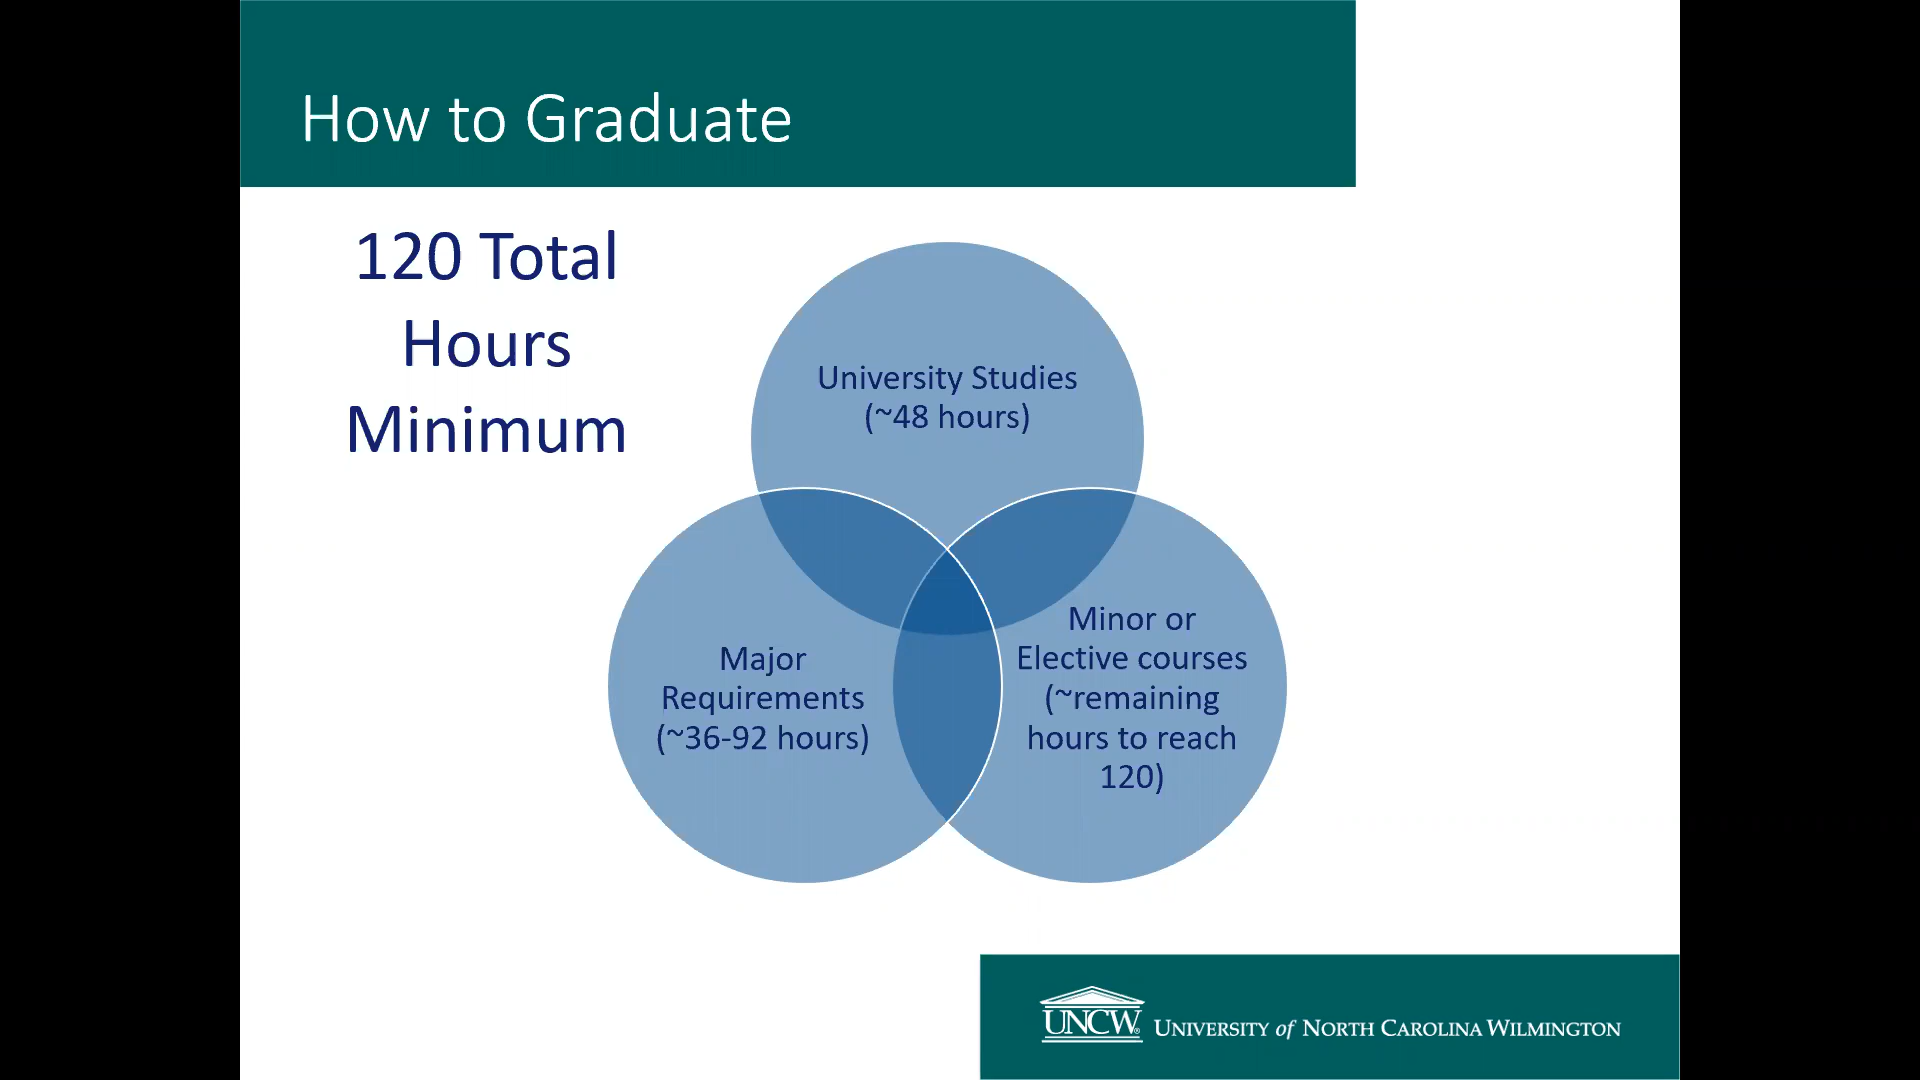 How to Graduate
120 Total
Hours
Minimum
University Studies
(~48 hours)
Major
Requirements
(~36-92 hours)
Minor or
Elective courses
(~remaining
hours to reach
120)
UNCW® UNIVERSITY of NORTH CAROLINA WILMINGTON